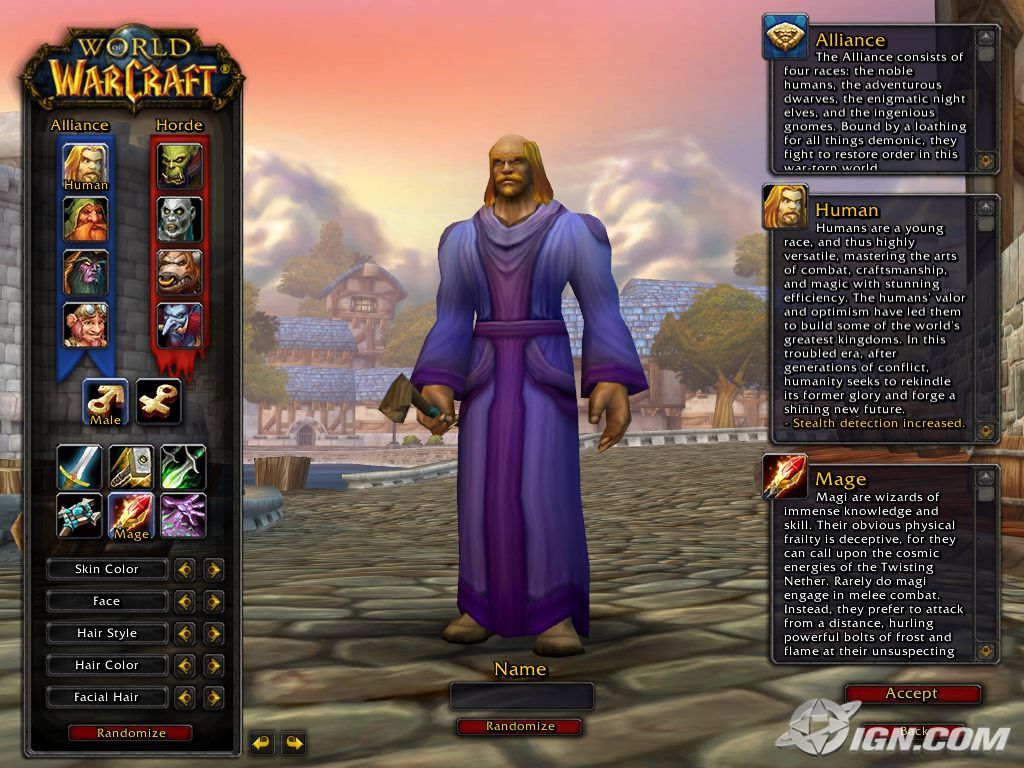 WORLD OF WARCRAFT®
Alliance
Horde
Human
Male
Mage
Skin Color
Face
Hair Style
Hair Color
Facial Hair
Randomize
Name
Randomize
Alliance
The Alliance consists of
four races: the noble
humans, the adventurous
dwarves, the enigmatic night
elves, and the ingenious
gnomes. Bound by a loathing
for all things demonic, they
fight to restore order in this
war-torn world.
Human
Humans are a young
race, and thus highly
versatile, mastering the arts
of combat, craftsmanship,
and magic with stunning
efficiency. The humans' valor
and optimism have led them
to build some of the world's
greatest kingdoms. In this
troubled era, after
generations of conflict,
humanity seeks to rekindle
its former glory and forge a
shining new future.
- Stealth detection increased.
Mage
Magi are wizards of
immense knowledge and
skill. Their obvious physical
frailty is deceptive, for they
can call upon the cosmic
energies of the Twisting
Nether. Rarely do magi
engage in melee combat.
Instead, they prefer to attack
from a distance, hurling
powerful bolts of frost and
flame at their unsuspecting
Accept
Back
IGN.COM